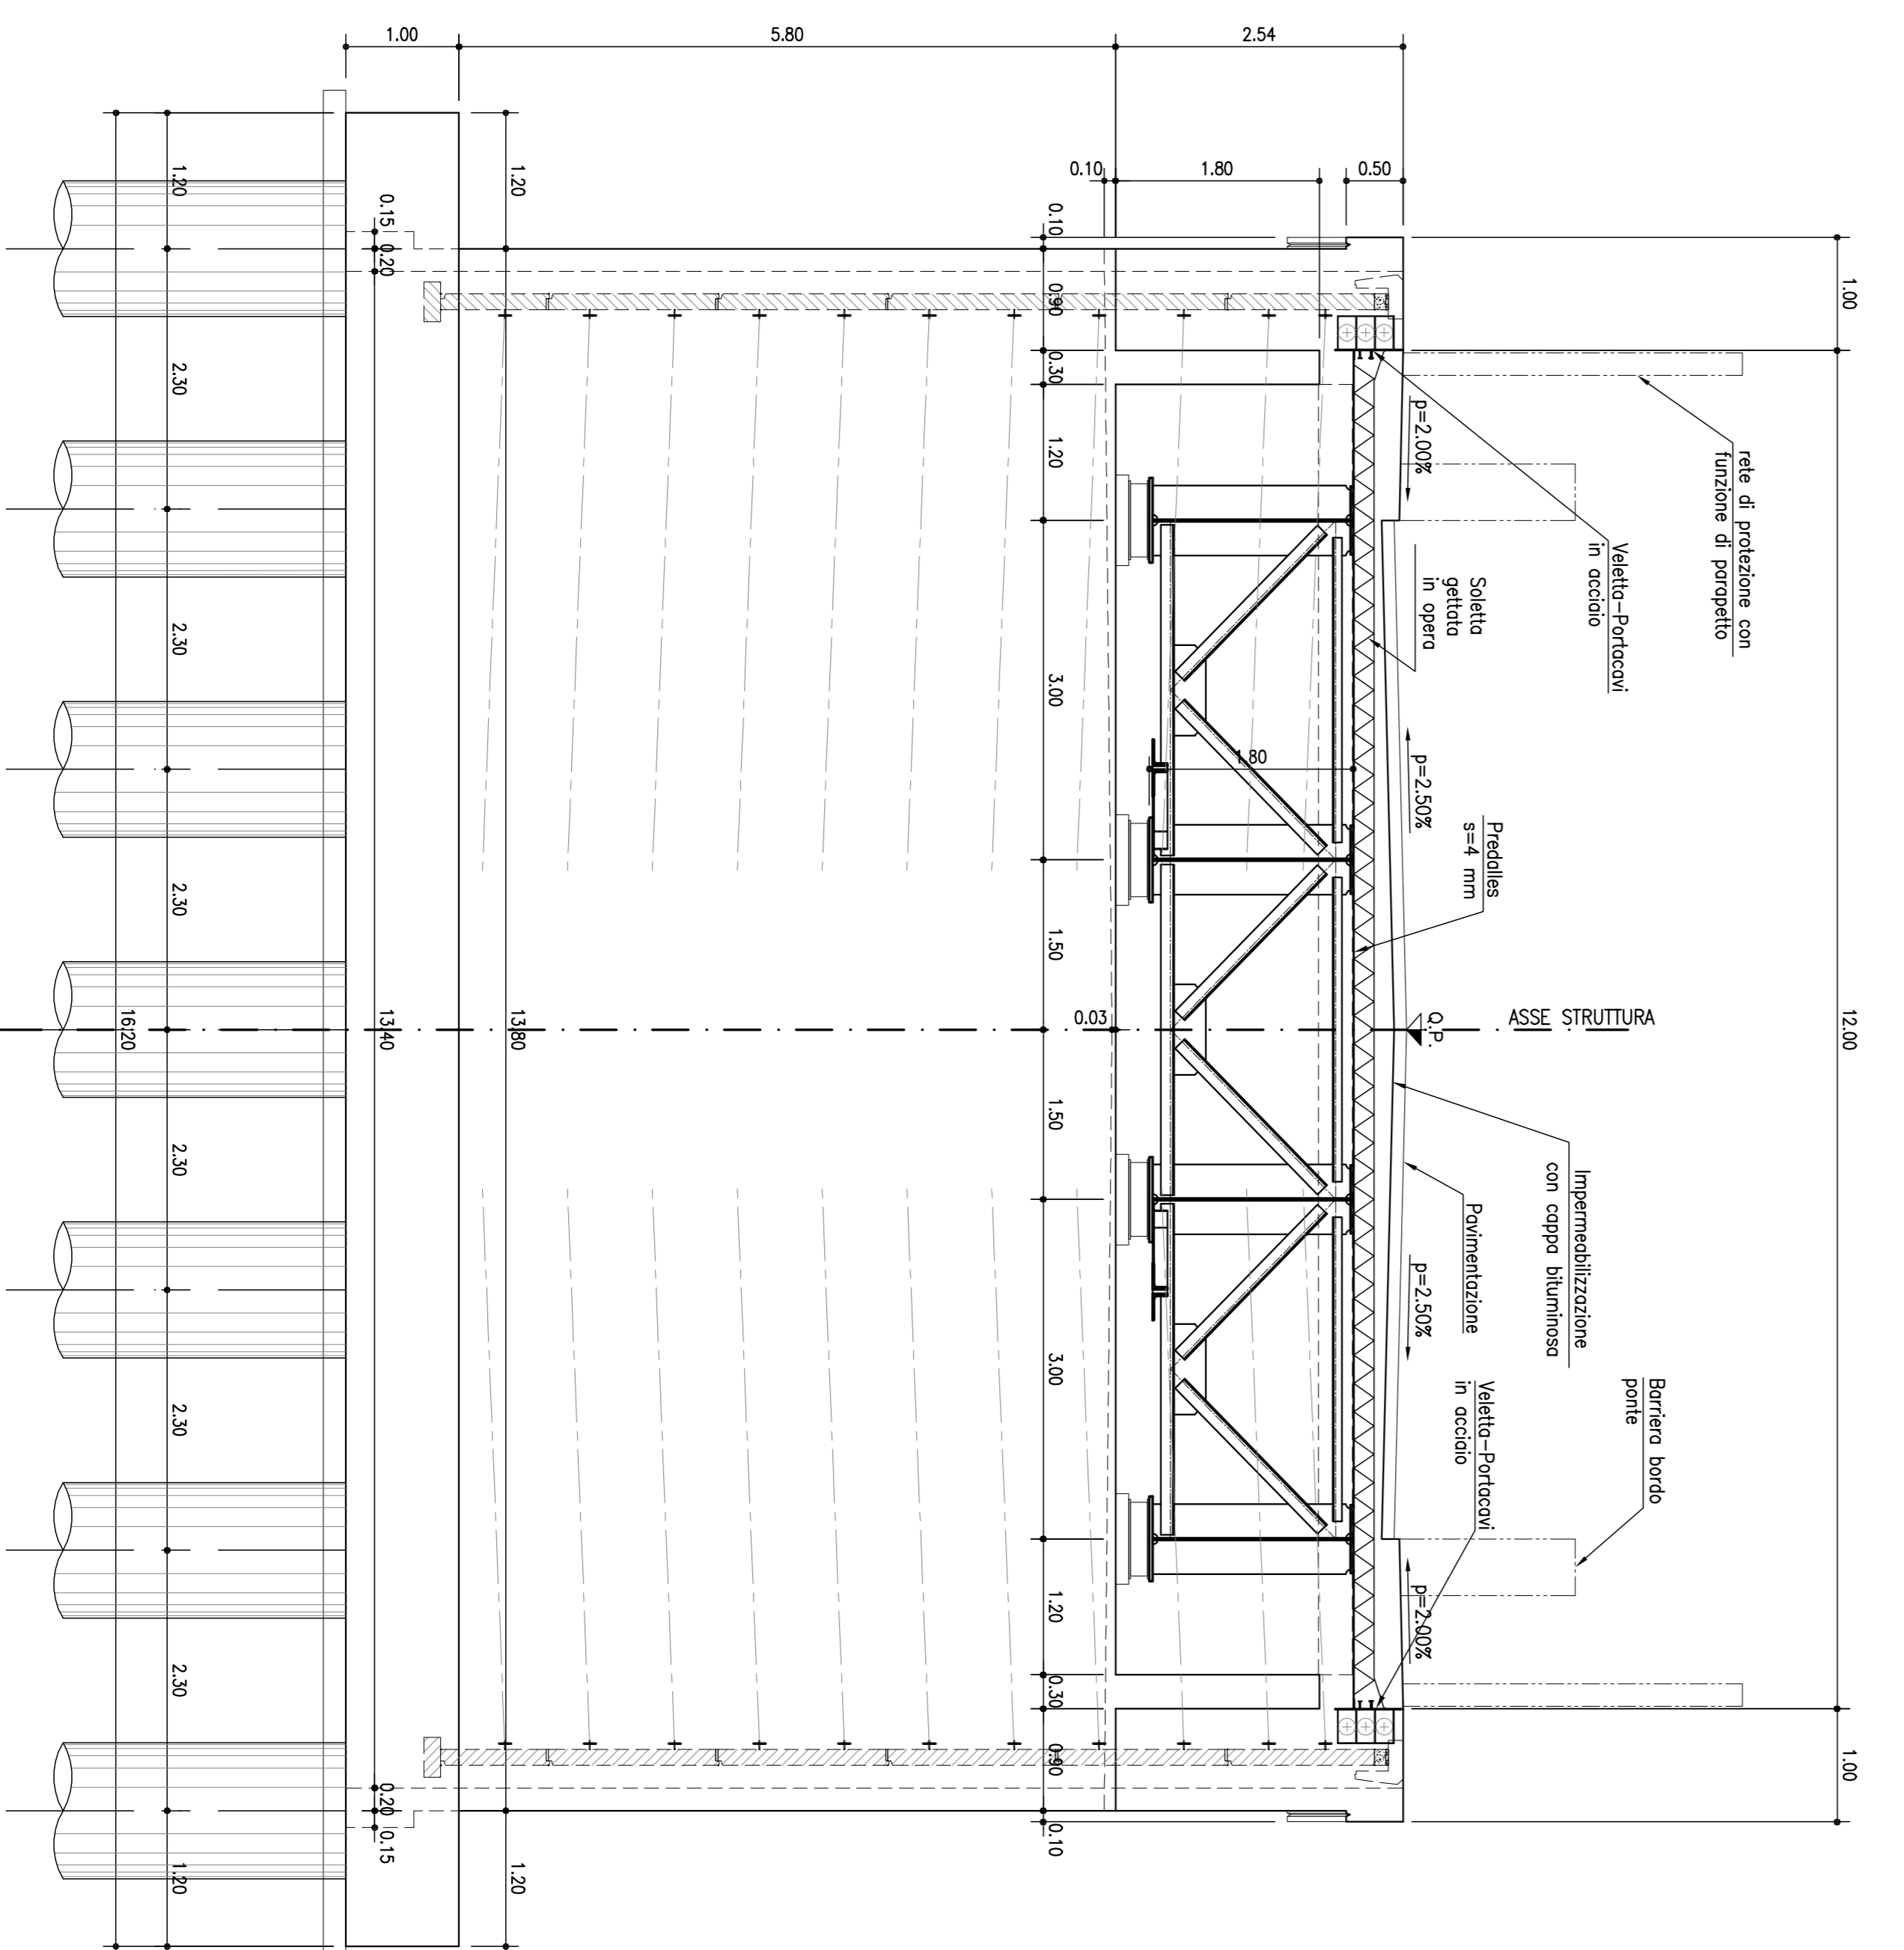 1.00
5.80
2.54
0.10
1.80
0.50
1.00
12.00
1.00
rete di protezione con
funzione di parapetto
Veletta-Portacavi
in acciaio
Soletta
gettata
in opera
p=2.00%
p=2.50%
Predalles
s=4 mm
ASSE STRUTTURA
Q.P.
Impermeabilizzazione
con cappa bituminosa
Pavimentazione
p=2.50%
Barriera bordo
ponte
Veletta-Portacavi
in acciaio
p=2.00%
1.80
0.03
0.10
0.90
0.30
1.20
3.00
1.50
1.50
3.00
1.20
0.30
0.90
0.10
1.20
13.80
1.20
0.15
0.20
13.40
0.20
0.15
1.20
2.30
2.30
2.30
2.30
2.30
2.30
1.20
16.20